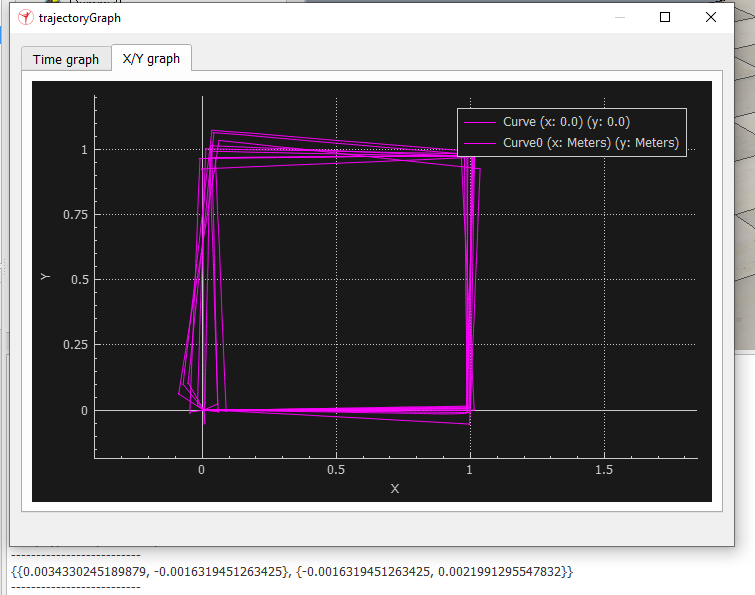 trajectoryGraph
Time graph
X/Y graph
Curve (x: 0.0) (y: 0.0)
Curve0 (x: Meters) (y: Meters)
1
0.75
Y
0.5
0.25
0
0
0.5
1
1.5
X
--------------------------
{{0.0034330245189879, -0.0016319451263425}, {-0.0016319451263425, 0.0021991295547832}}
--------------------------